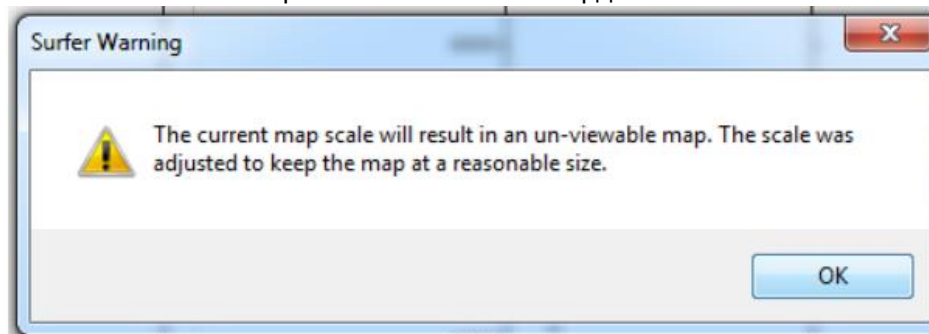 Surfer Warning
The current map scale will result in an un-viewable map. The scale was
adjusted to keep the map at a reasonable size.
OK